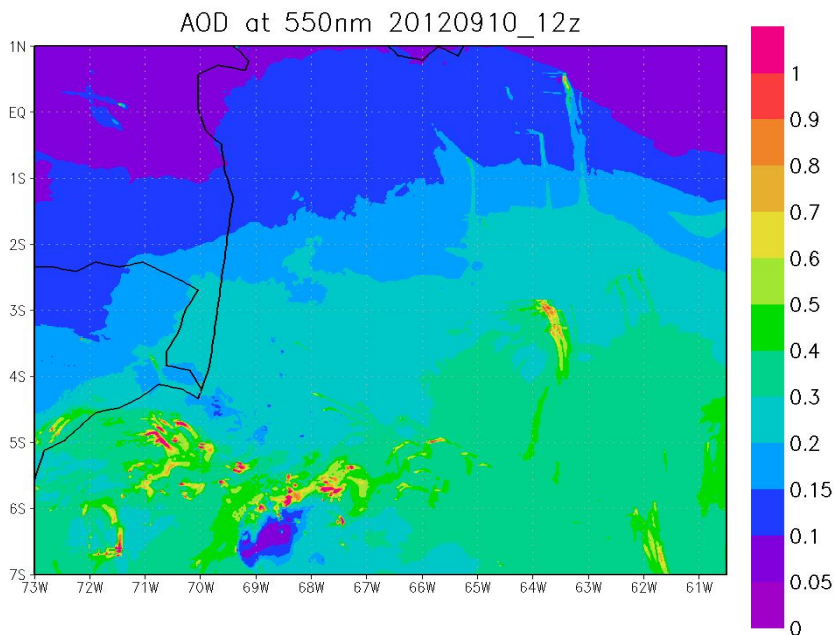 AOD at 550nm 20120910_12z
1N
EQ
1S
2S
3S
4S
5S
6S
7S
73W 72W 71W 70W 69W 68W 67W 66W 65W 64W 63W 62W 61W
1
0.9
0.8
0.7
0.6
0.5
0.4
0.3
0.2
0.15
0.1
0.05
0